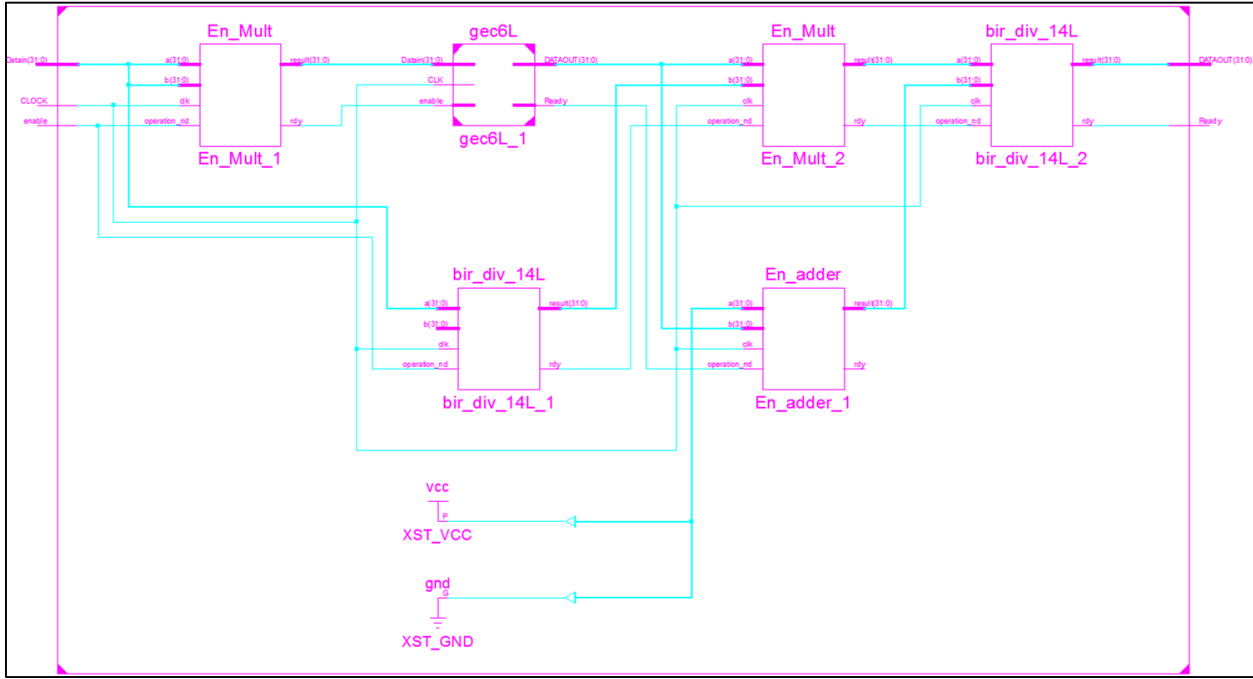 En_Mult
gec6L
En_Mult
bir_div_14L
Datain(31:0)
a(31:0)
result(31:0)
Datain(31:0)
DATAOUT(31:0)
a(31:0)
result(31:0)
a(31:0)
result(31:0)
DATAOUT(31:0)
b(31:0)
CLK
b(31:0)
b(31:0)
CLOCK
clk
enable
Ready
clk
clk
enable
operation_nd
rdy
operation_nd
rdy
operation_nd
rdy
Ready
En_Mult_1
gec6L_1
En_Mult_2
bir_div_14L_2
bir_div_14L
En_adder
a(31:0)
result(31:0)
a(31:0)
result(31:0)
b(31:0)
b(31:0)
clk
clk
operation_nd
rdy
operation_nd
rdy
bir_div_14L_1
En_adder_1
vcc
P
XST_VCC
gnd
G
XST_GND